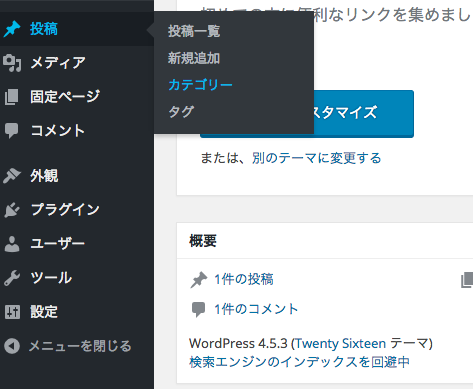 投稿
メディア
固定ページ
コメント
外観
プラグイン
ユーザー
ツール
設定
メニューを閉じる
投稿一覧
新規追加
カテゴリー
タグ
便利なリンクを集めまし
スタマイズ
または、別のテーマに変更する
概要
1件の投稿
1件のコメント
WordPress 4.5.3 (Twenty Sixteen テーマ)
検索エンジンのインデックスを回避中